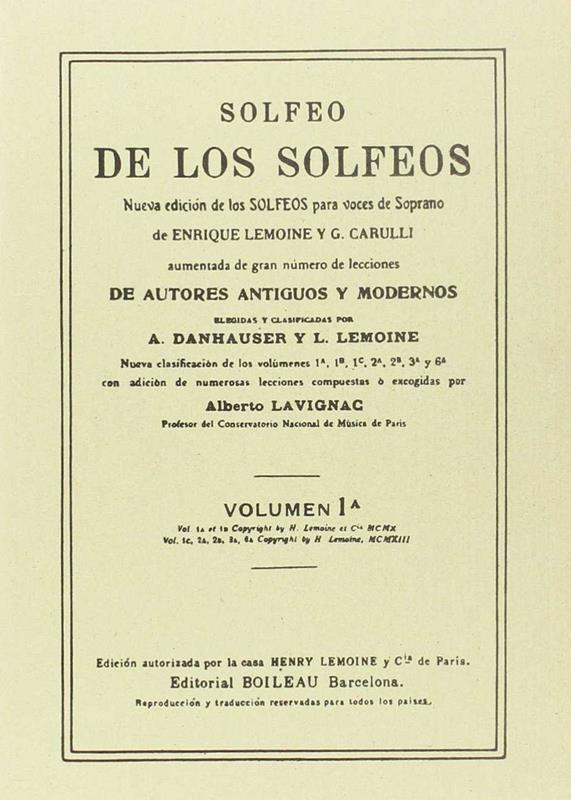 SOLFEO
DE LOS SOLFEOS
Nueva edición de los SOLFEOS para voces de Soprano
de ENRIQUE LEMOINE Y G. CARULLI
aumentada de gran número de lecciones
DE AUTORES ANTIGUOS Y MODERNOS
ELEGIDAS Y CLASIFICADAS POR
A. DANHAUSER Y L. LEMOINE
Nueva clasificación de los volúmenes 1ᴬ, 1ᴮ, 1ᶜ, 2ᴬ, 2ᴮ, 3ᴬ y 6ᴬ
con adición de numerosas lecciones compuestas ò excogidas por
Alberto LAVIGNAC
Profesor del Conservatorio Nacional de Música de París
VOLUMEN 1ᴬ
Vol. 1A et 1B Copyright by H. Lemoine et Cⁱᵉ MCMX
Vol. 1C, 2A, 2B, 3A, 6A Copyright by H Lemoine, MCMXIII
Edición autorizada por la casa HENRY LEMOINE y Cⁱᵃ de París.
Editorial BOILEAU Barcelona.
Reproducción y traducción reservadas para todos los países.